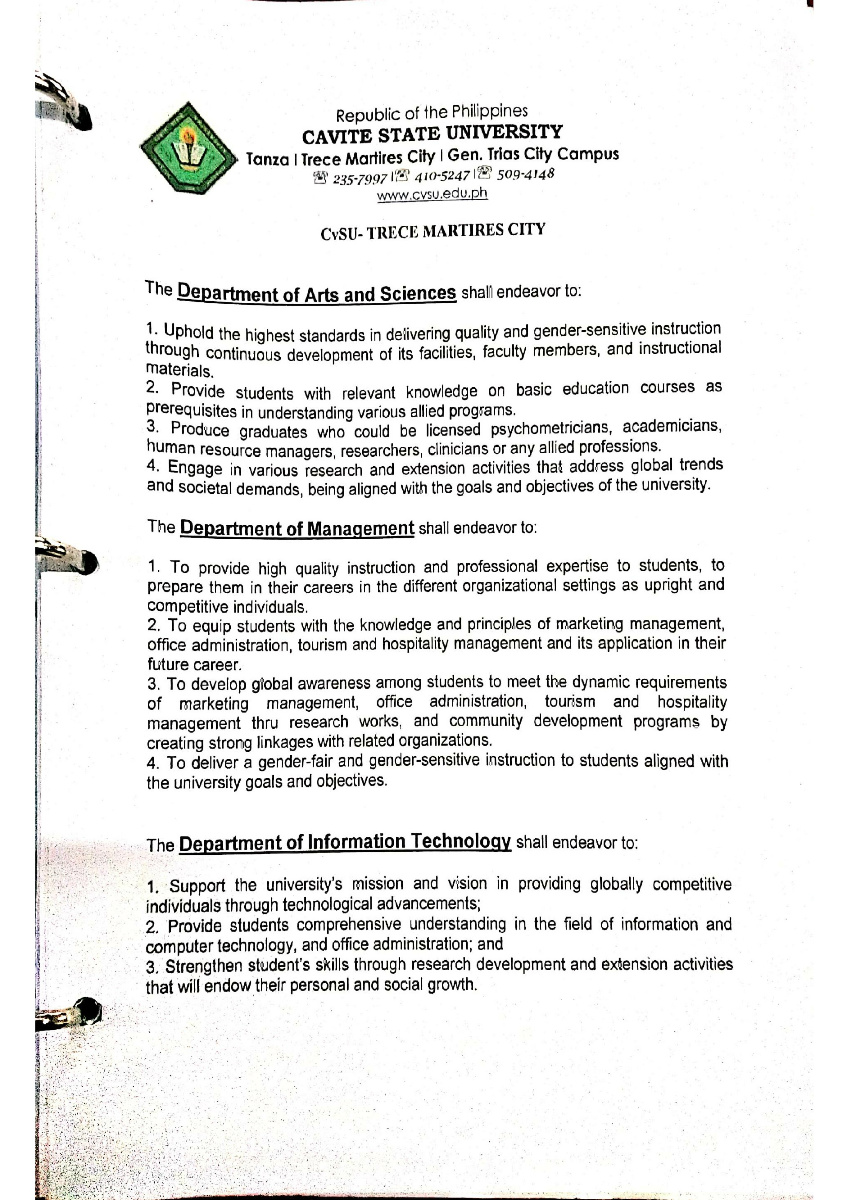 Republic of the Philippines
CAVITE STATE UNIVERSITY
Tanza | Trece Martires City | Gen. Trias City Campus
☏ 235-7997 |☏ 410-5247 |☏ 509-4148
www.cvsu.edu.ph
CvSU- TRECE MARTIRES CITY
The Department of Arts and Sciences shall endeavor to:
1. Uphold the highest standards in delivering quality and gender-sensitive instruction
through continuous development of its facilities, faculty members, and instructional
materials.
2. Provide students with relevant knowledge on basic education courses as
prerequisites in understanding various allied programs.
3. Produce graduates who could be licensed psychometricians, academicians,
human resource managers, researchers, clinicians or any allied professions.
4. Engage in various research and extension activities that address global trends
and societal demands, being aligned with the goals and objectives of the university.
The Department of Management shall endeavor to:
1. To provide high quality instruction and professional expertise to students, to
prepare them in their careers in the different organizational settings as upright and
competitive individuals.
2. To equip students with the knowledge and principles of marketing management,
office administration, tourism and hospitality management and its application in their
future career.
3. To develop global awareness among students to meet the dynamic requirements
of marketing management, office administration, tourism and hospitality
management thru research works, and community development programs by
creating strong linkages with related organizations.
4. To deliver a gender-fair and gender-sensitive instruction to students aligned with
the university goals and objectives.
The Department of Information Technology shall endeavor to:
1. Support the university's mission and vision in providing globally competitive
individuals through technological advancements;
2. Provide students comprehensive understanding in the field of information and
computer technology, and office administration; and
3. Strengthen student's skills through research development and extension activities
that will endow their personal and social growth.